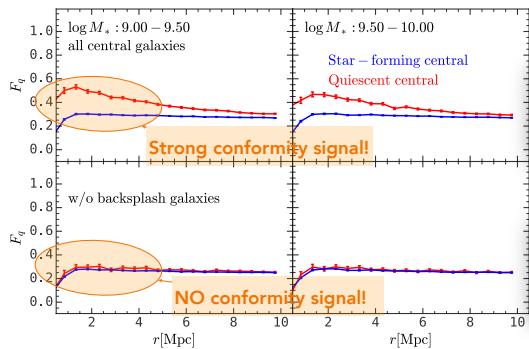 log M* : 9.00 − 9.50
all central galaxies
log M* : 9.50 − 10.00
Star − forming central
Quiescent central
1.0
0.8
0.6
0.4
0.2
0.0
F_q
Strong conformity signal!
w/o backsplash galaxies
1.0
0.8
0.6
0.4
0.2
0.0
F_q
NO conformity signal!
2 4 6 8 10
2 4 6 8 10
r[Mpc]
r[Mpc]